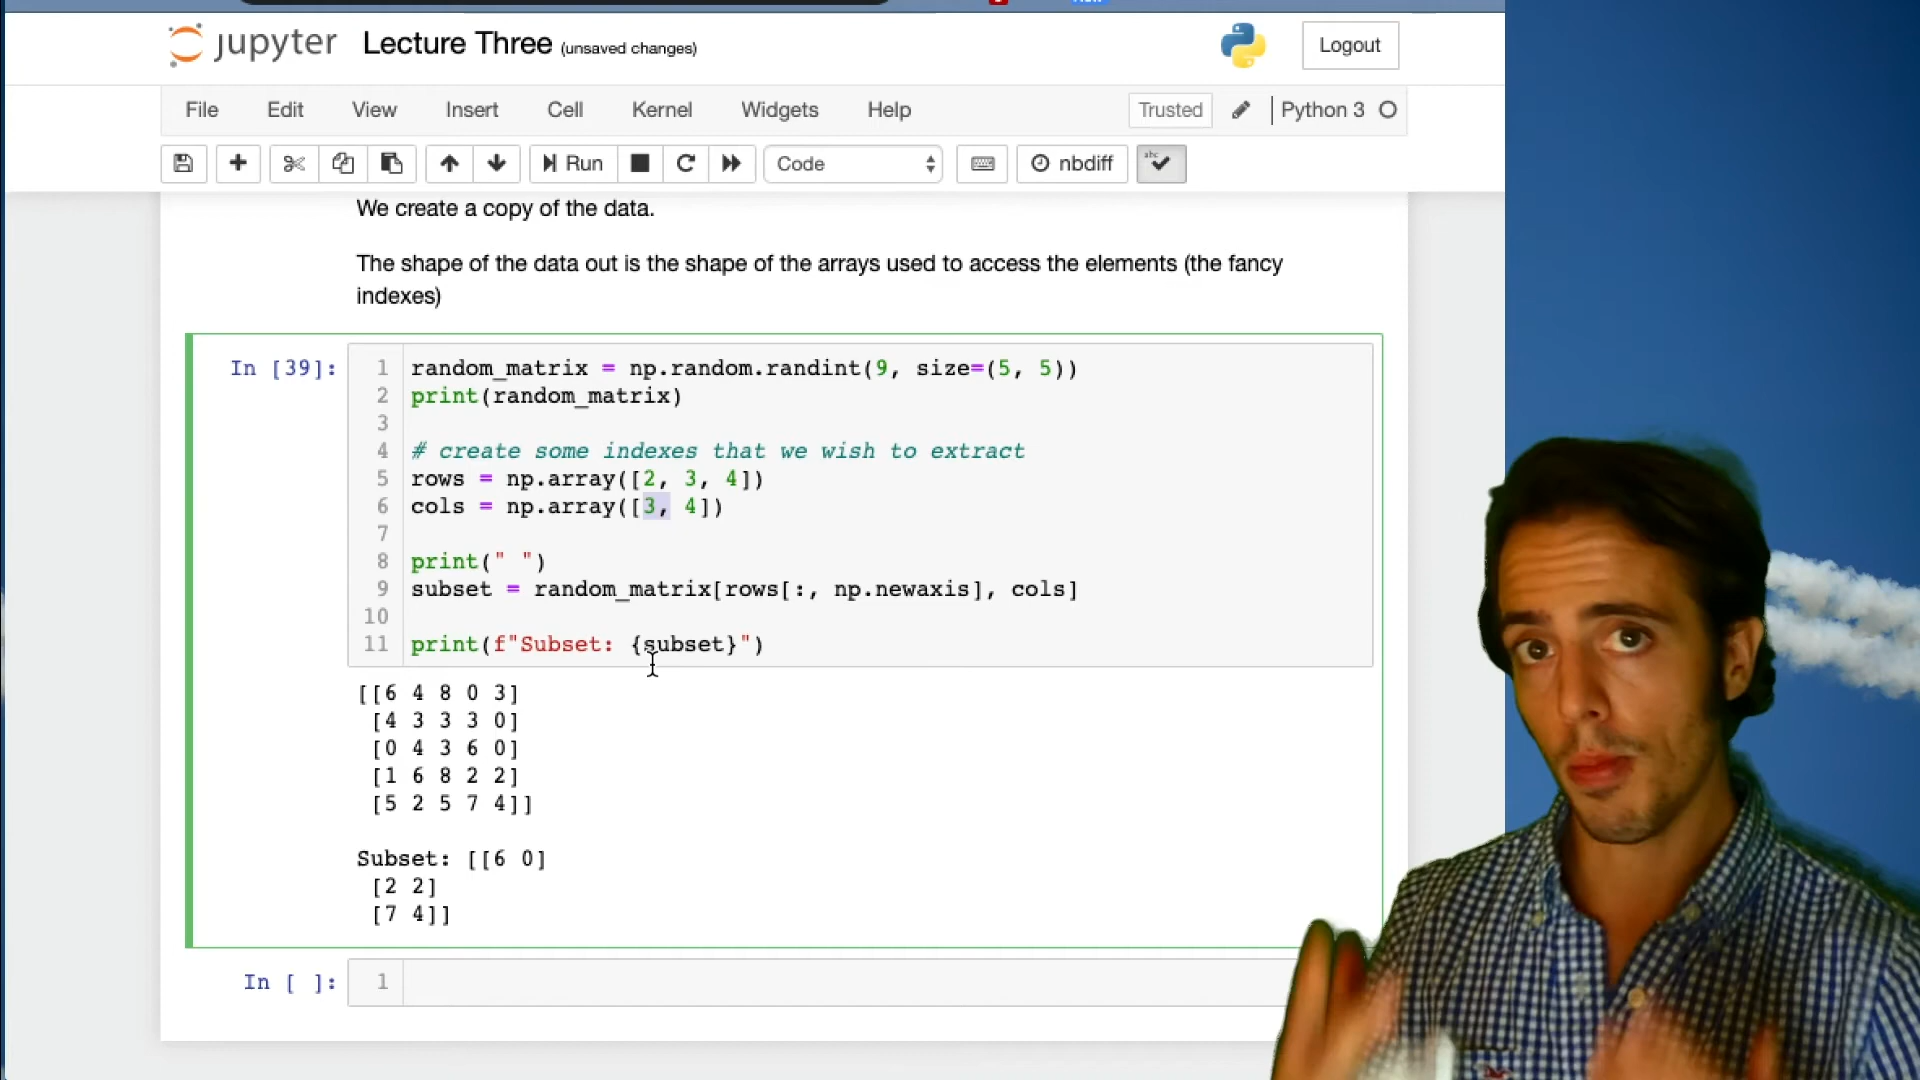 jupyter Lecture Three (unsaved changes) Logout
File Edit View Insert Cell Kernel Widgets Help Trusted Python 3
Run Code nbdiff abc
We create a copy of the data.
The shape of the data out is the shape of the arrays used to access the elements (the fancy
indexes)
In [39]:
1 random_matrix = np.random.randint(9, size=(5, 5))
2 print(random_matrix)
3
4 # create some indexes that we wish to extract
5 rows = np.array([2, 3, 4])
6 cols = np.array([3, 4])
7
8 print(" ")
9 subset = random_matrix[rows[:, np.newaxis], cols]
10
11 print(f"Subset: {subset}")
[[6 4 8 0 3]
[4 3 3 3 0]
[0 4 3 6 0]
[1 6 8 2 2]
[5 2 5 7 4]]
Subset: [[6 0]
[2 2]
[7 4]]
In [ ]: 1